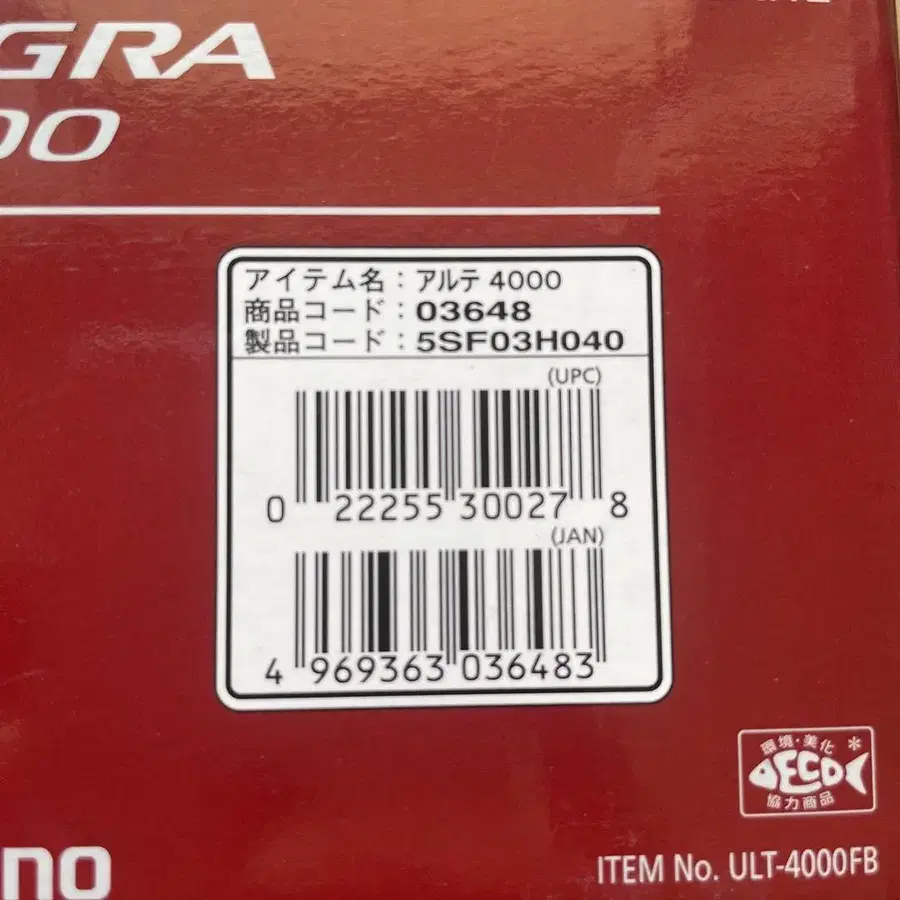 GRA
00
アイテム名：アルテ 4000
商品コード：03648
製品コード：5SF03H040
(UPC)
0 22255 30027 8
(JAN)
4 969363 036483
環境・美化 *
ECO
協力商品
no
ITEM No. ULT-4000FB